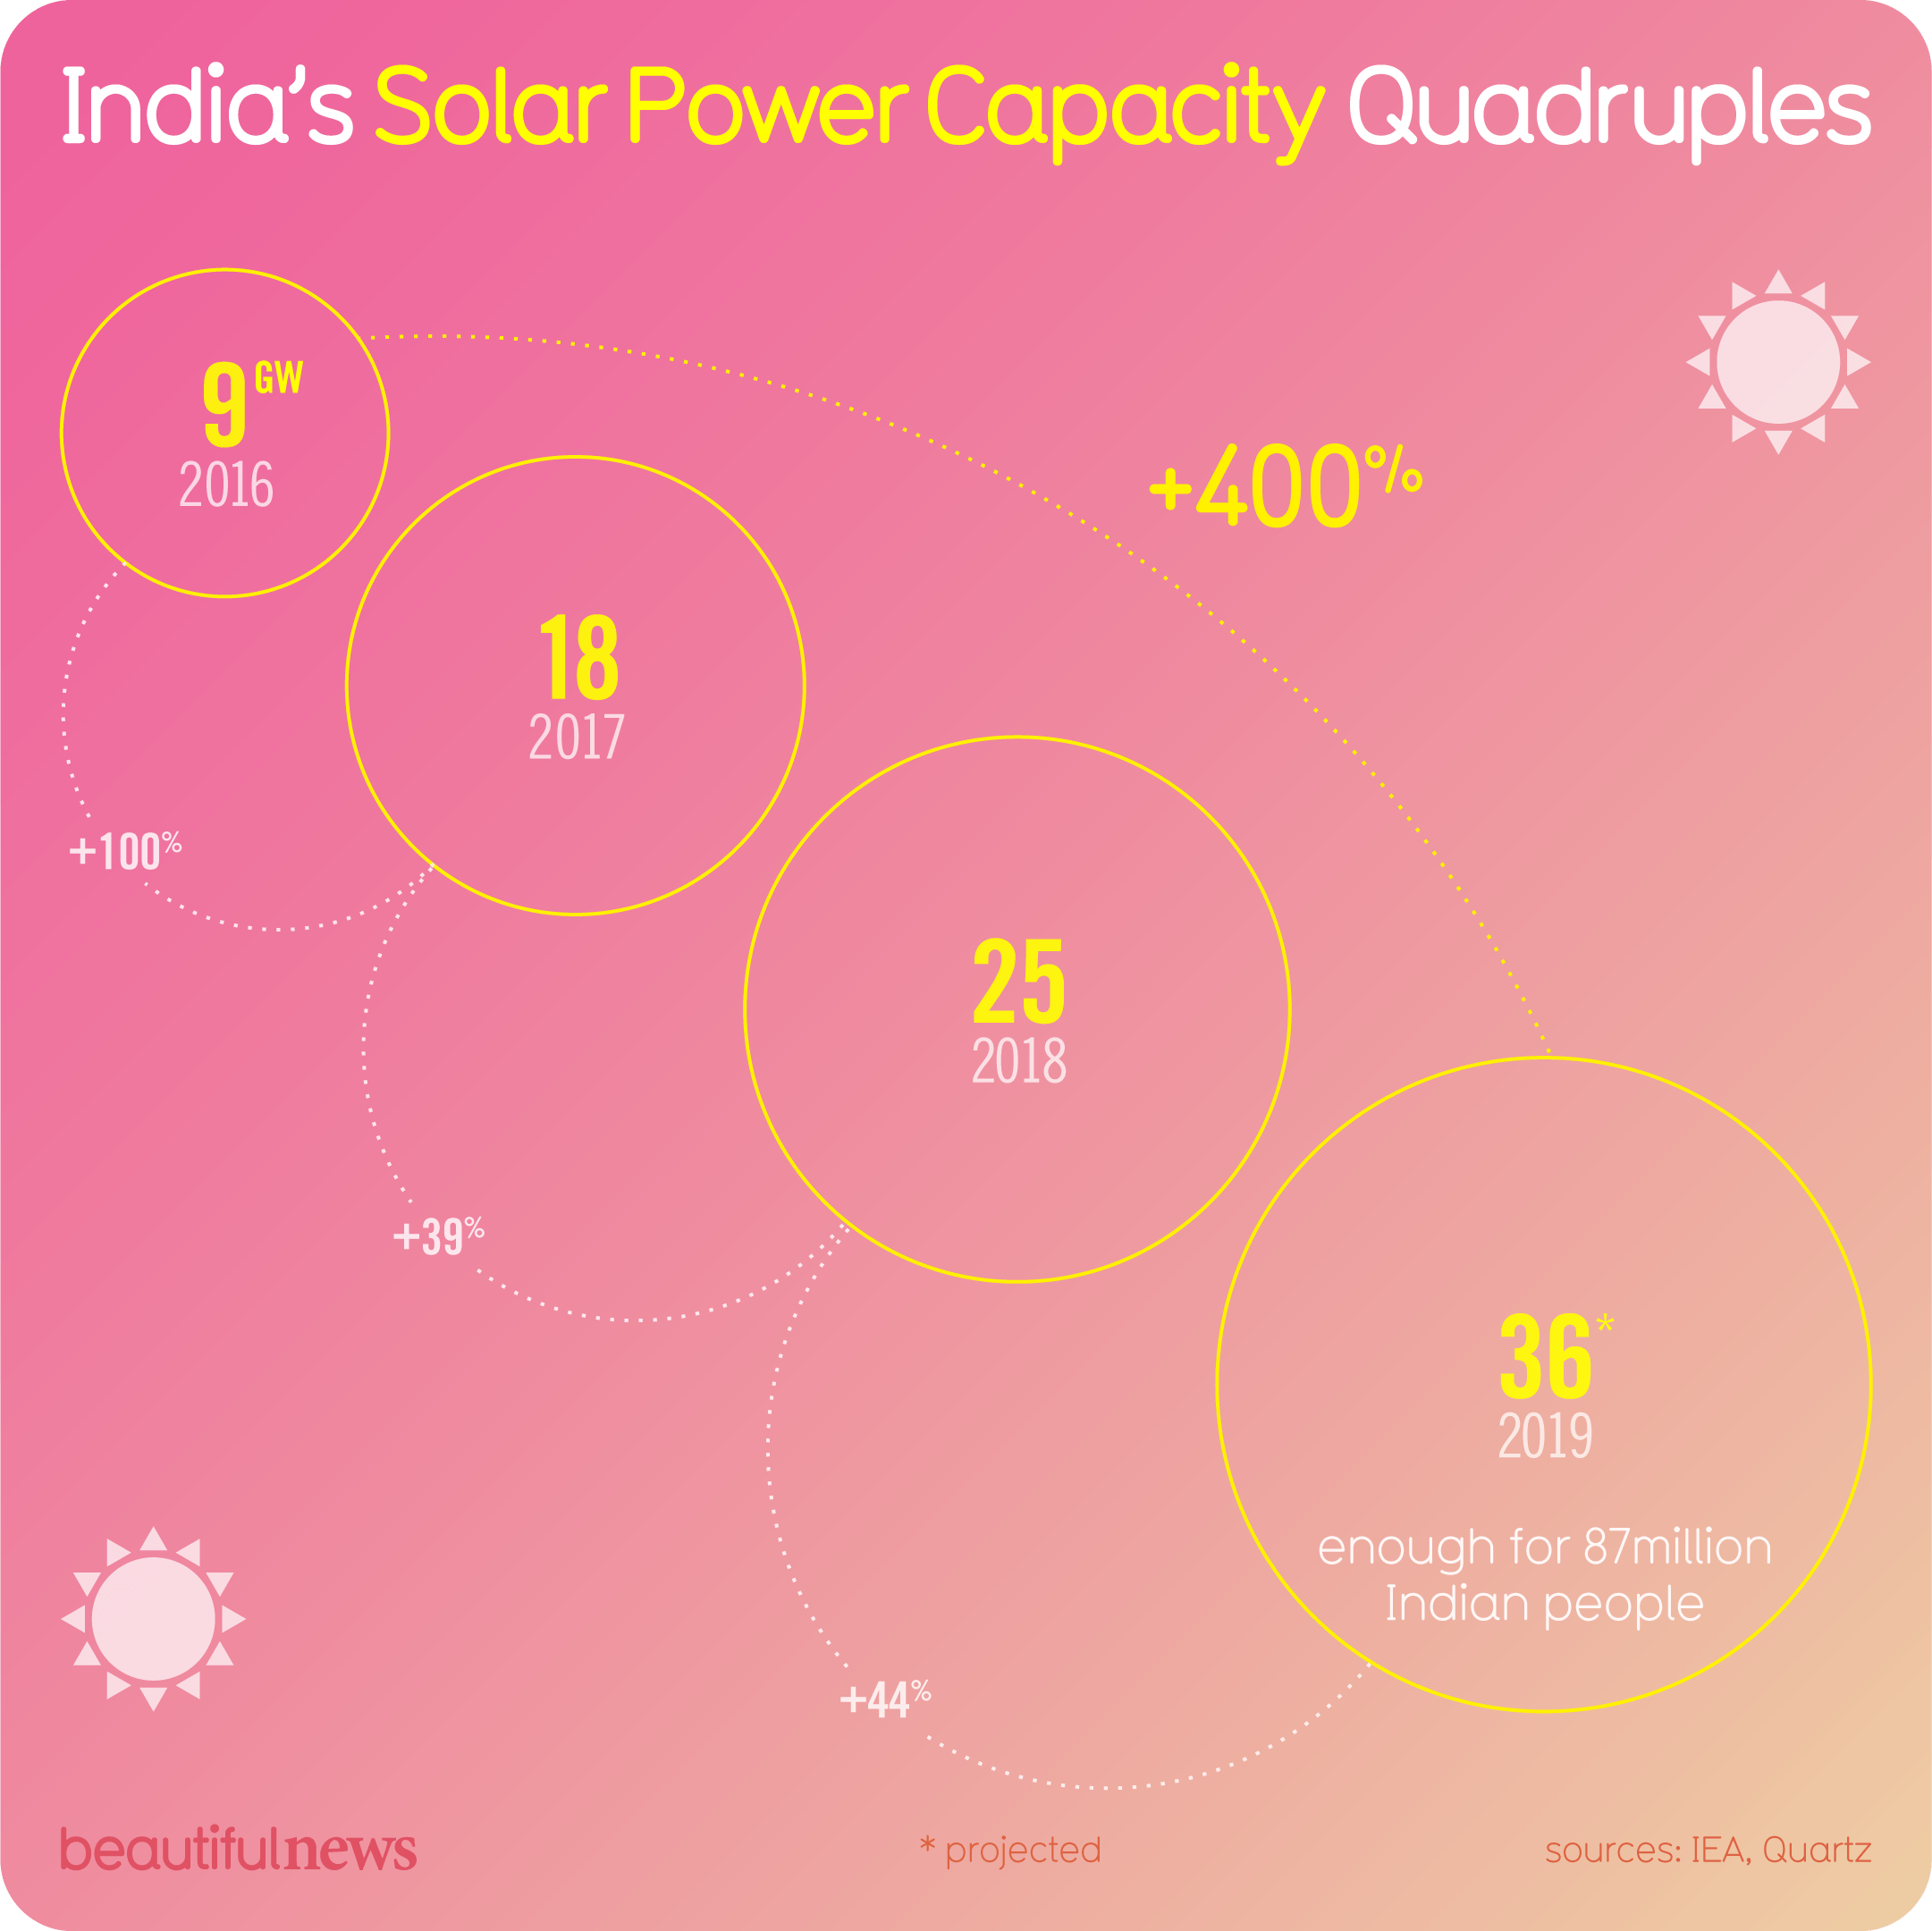 India's Solar Power Capacity Quadruples
9GW
2016
+400%
18
2017
+100%
25
2018
+39%
36*
2019
enough for 87million
Indian people
+44%
beautifulnews
* projected
sources: IEA, Quartz